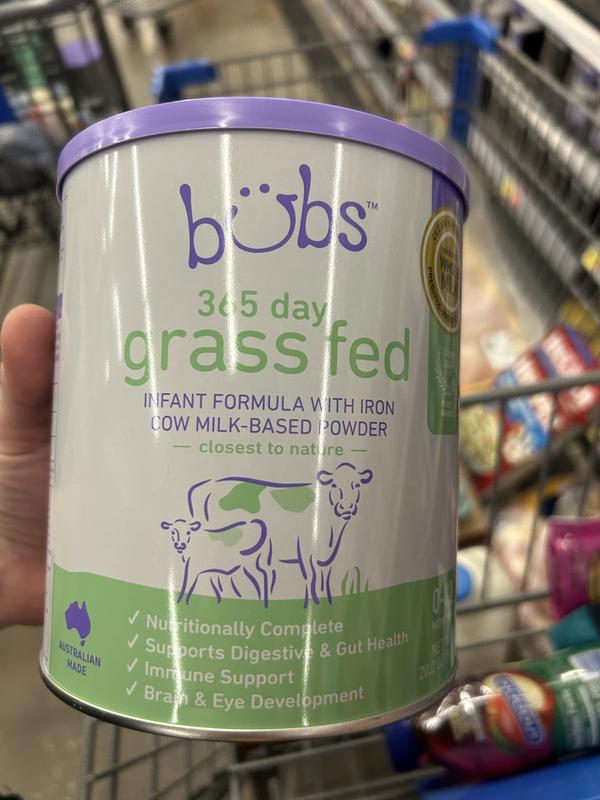 bübs™
365 day
grass fed
INFANT FORMULA WITH IRON
COW MILK-BASED POWDER
— closest to nature —
AUSTRALIAN
MADE
✓ Nutritionally Complete
✓ Supports Digestive & Gut Health
✓ Immune Support
✓ Brain & Eye Development